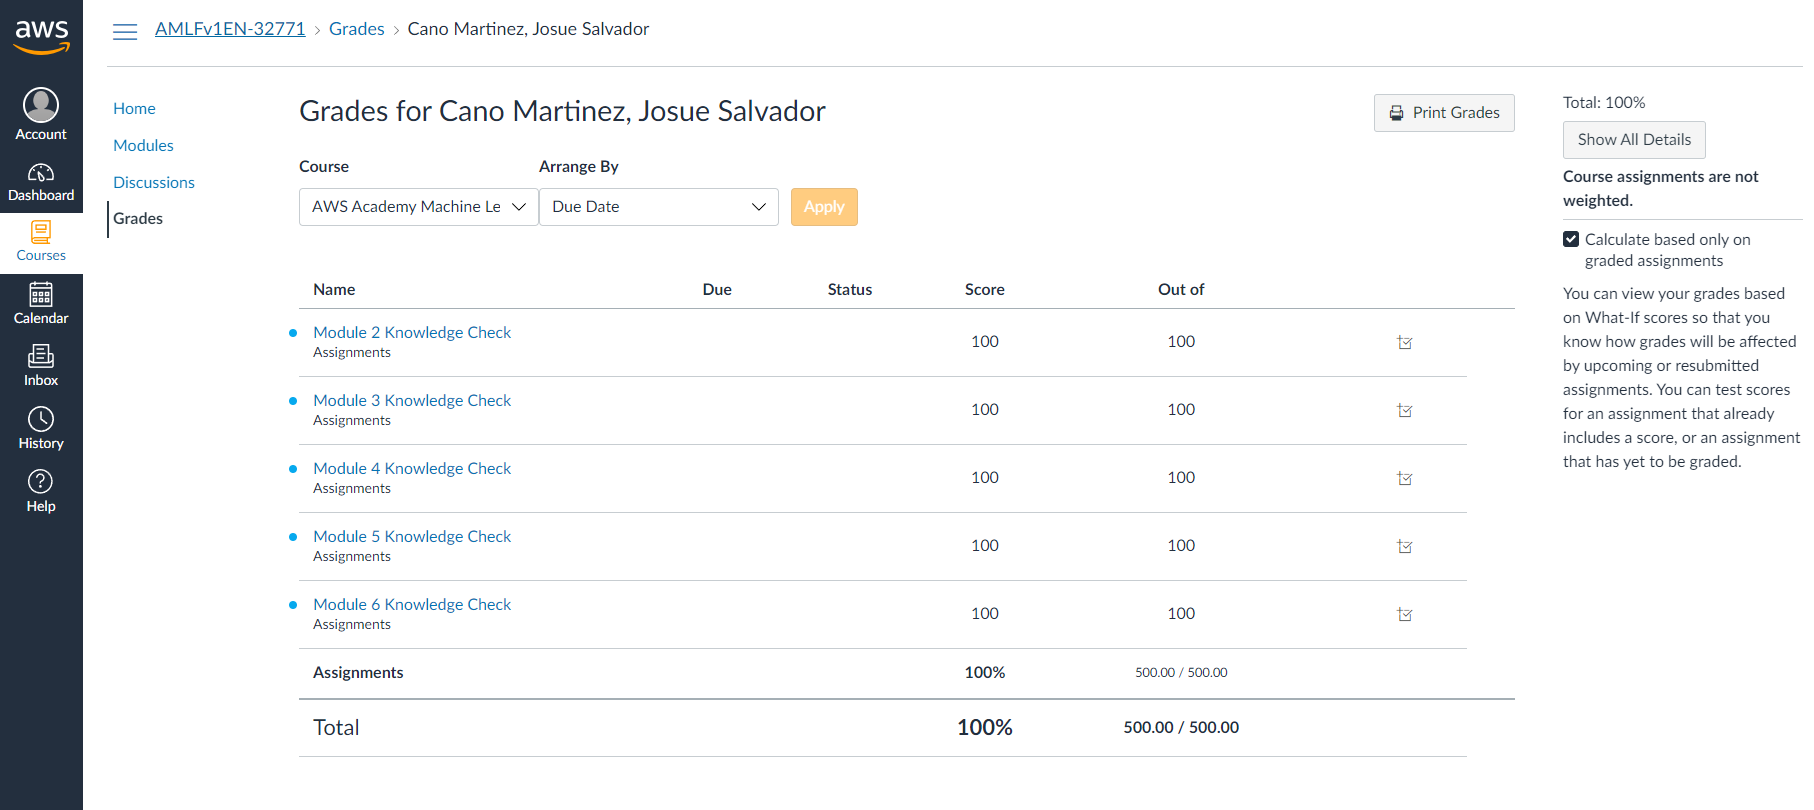 aws
Account
Dashboard
Courses
Calendar
Inbox
History
Help
AMLFv1EN-32771 › Grades › Cano Martinez, Josue Salvador
Home
Modules
Discussions
Grades
Grades for Cano Martinez, Josue Salvador
Print Grades
Course
Arrange By
AWS Academy Machine Le
Due Date
Apply
Name Due Status Score Out of
Module 2 Knowledge Check
Assignments
100 100
Module 3 Knowledge Check
Assignments
100 100
Module 4 Knowledge Check
Assignments
100 100
Module 5 Knowledge Check
Assignments
100 100
Module 6 Knowledge Check
Assignments
100 100
Assignments 100% 500.00 / 500.00
Total 100% 500.00 / 500.00
Total: 100%
Show All Details
Course assignments are not
weighted.
Calculate based only on
graded assignments
You can view your grades based
on What-If scores so that you
know how grades will be affected
by upcoming or resubmitted
assignments. You can test scores
for an assignment that already
includes a score, or an assignment
that has yet to be graded.